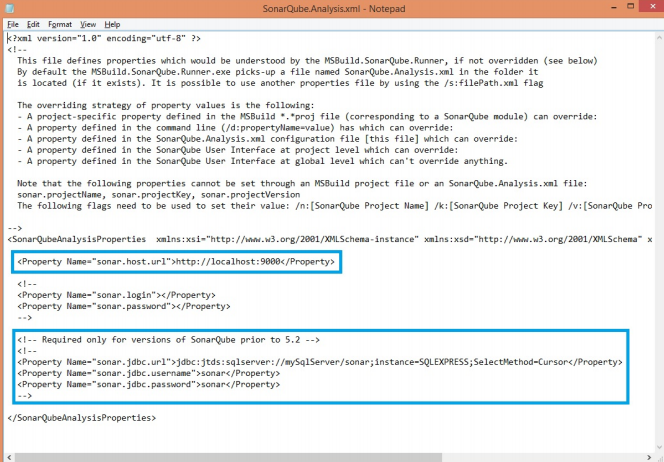 SonarQube.Analysis.xml - Notepad
File Edit Format View Help
<?xml version="1.0" encoding="utf-8" ?>
<!--
This file defines properties which would be understood by the MSBuild.SonarQube.Runner, if not overridden (see below)
By default the MSBuild.SonarQube.Runner.exe picks-up a file named SonarQube.Analysis.xml in the folder it
is located (if it exists). It is possible to use another properties file by using the /s:filePath.xml flag
The overriding strategy of property values is the following:
- A project-specific property defined in the MSBuild *.*proj file (corresponding to a SonarQube module) can override:
- A property defined in the command line (/d:propertyName=value) has which can override:
- A property defined in the SonarQube.Analysis.xml configuration file [this file] which can override:
- A property defined in the SonarQube User Interface at project level which can override:
- A property defined in the SonarQube User Interface at global level which can't override anything.
Note that the following properties cannot be set through an MSBuild project file or an SonarQube.Analysis.xml file:
sonar.projectName, sonar.projectKey, sonar.projectVersion
The following flags need to be used to set their value: /n:[SonarQube Project Name] /k:[SonarQube Project Key] /v:[SonarQube Pro
-->
<SonarQubeAnalysisProperties xmlns:xsi="http://www.w3.org/2001/XMLSchema-instance" xmlns:xsd="http://www.w3.org/2001/XMLSchema" x
<Property Name="sonar.host.url">http://localhost:9000</Property>
<!--
<Property Name="sonar.login"></Property>
<Property Name="sonar.password"></Property>
-->
<!-- Required only for versions of SonarQube prior to 5.2 -->
<!--
<Property Name="sonar.jdbc.url">jdbc:jtds:sqlserver://mySqlServer/sonar;instance=SQLEXPRESS;SelectMethod=Cursor</Property>
<Property Name="sonar.jdbc.username">sonar</Property>
<Property Name="sonar.jdbc.password">sonar</Property>
-->
</SonarQubeAnalysisProperties>